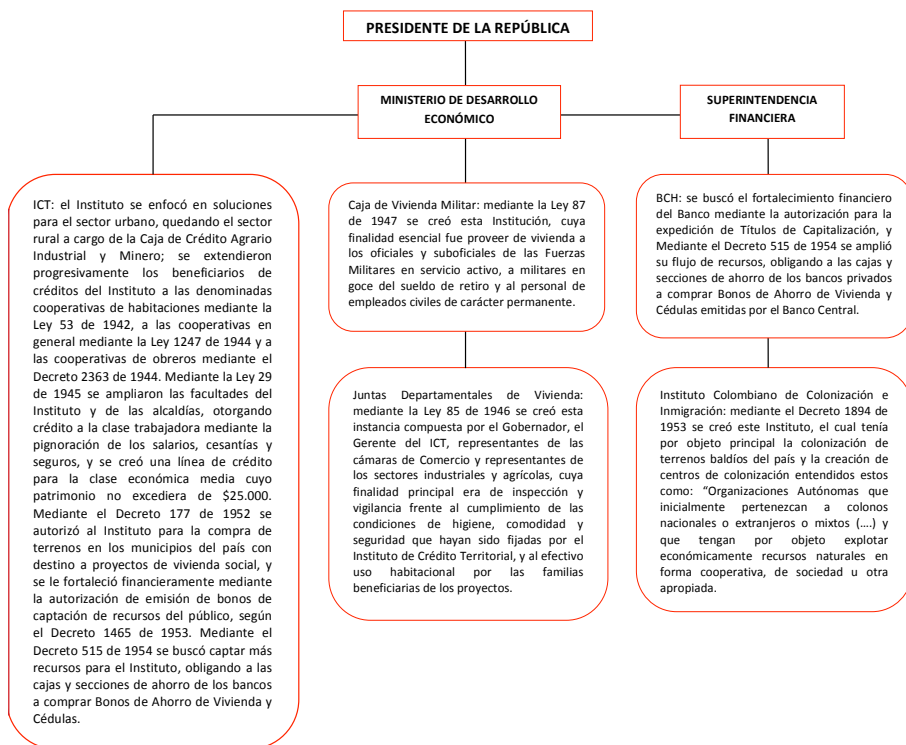 PRESIDENTE DE LA REPÚBLICA
MINISTERIO DE DESARROLLO
ECONÓMICO
SUPERINTENDENCIA
FINANCIERA
ICT: el Instituto se enfocó en soluciones
para el sector urbano, quedando el sector
rural a cargo de la Caja de Crédito Agrario
Industrial y Minero; se extendieron
progresivamente los beneficiarios de
créditos del Instituto a las denominadas
cooperativas de habitaciones mediante la
Ley 53 de 1942, a las cooperativas en
general mediante la Ley 1247 de 1944 y a
las cooperativas de obreros mediante el
Decreto 2363 de 1944. Mediante la Ley 29
de 1945 se ampliaron las facultades del
Instituto y de las alcaldías, otorgando
crédito a la clase trabajadora mediante la
pignoración de los salarios, cesantías y
seguros, y se creó una línea de crédito
para la clase económica media cuyo
patrimonio no excediera de $25.000.
Mediante el Decreto 177 de 1952 se
autorizó al Instituto para la compra de
terrenos en los municipios del país con
destino a proyectos de vivienda social, y
se le fortaleció financieramente mediante
la autorización de emisión de bonos de
captación de recursos del público, según
el Decreto 1465 de 1953. Mediante el
Decreto 515 de 1954 se buscó captar más
recursos para el Instituto, obligando a las
cajas y secciones de ahorro de los bancos
a comprar Bonos de Ahorro de Vivienda y
Cédulas.
Caja de Vivienda Militar: mediante la Ley 87
de 1947 se creó esta Institución, cuya
finalidad esencial fue proveer de vivienda a
los oficiales y suboficiales de las Fuerzas
Militares en servicio activo, a militares en
goce del sueldo de retiro y al personal de
empleados civiles de carácter permanente.
BCH: se buscó el fortalecimiento financiero
del Banco mediante la autorización para la
expedición de Títulos de Capitalización, y
Mediante el Decreto 515 de 1954 se amplió
su flujo de recursos, obligando a las cajas y
secciones de ahorro de los bancos privados
a comprar Bonos de Ahorro de Vivienda y
Cédulas emitidas por el Banco Central.
Juntas Departamentales de Vivienda:
mediante la Ley 85 de 1946 se creó esta
instancia compuesta por el Gobernador, el
Gerente del ICT, representantes de las
cámaras de Comercio y representantes de
los sectores industriales y agrícolas, cuya
finalidad principal era de inspección y
vigilancia frente al cumplimiento de las
condiciones de higiene, comodidad y
seguridad que hayan sido fijadas por el
Instituto de Crédito Territorial, y al efectivo
uso habitacional por las familias
beneficiarias de los proyectos.
Instituto Colombiano de Colonización e
Inmigración: mediante el Decreto 1894 de
1953 se creó este Instituto, el cual tenía
por objeto principal la colonización de
terrenos baldíos del país y la creación de
centros de colonización entendidos estos
como: “Organizaciones Autónomas que
inicialmente pertenezcan a colonos
nacionales o extranjeros o mixtos (....) y
que tengan por objeto explotar
económicamente recursos naturales en
forma cooperativa, de sociedad u otra
apropiada.